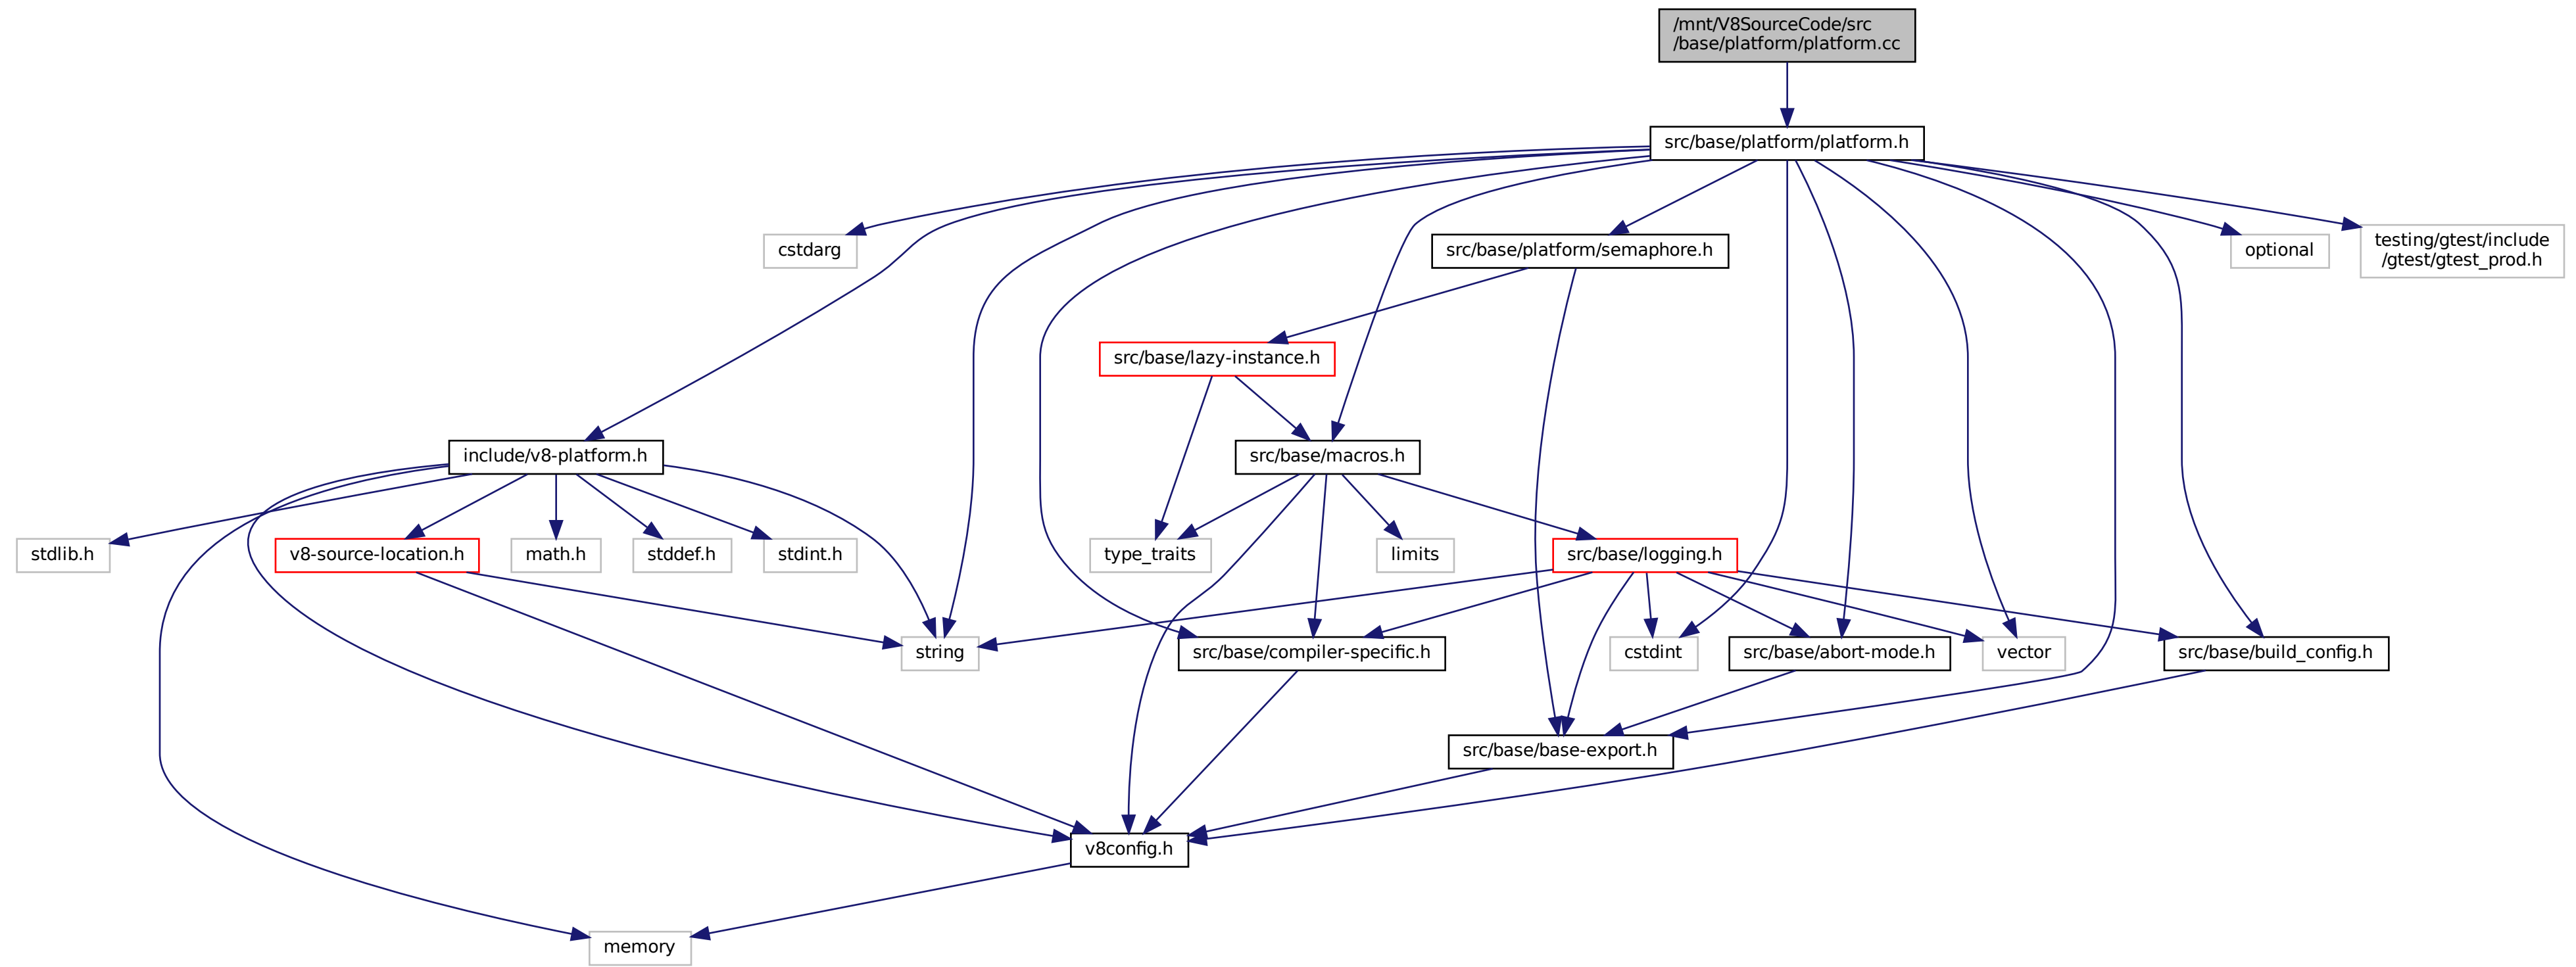 /mnt/V8SourceCode/src
/base/platform/platform.cc
src/base/platform/platform.h
cstdarg
src/base/platform/semaphore.h
optional
testing/gtest/include
/gtest/gtest_prod.h
src/base/lazy-instance.h
include/v8-platform.h
src/base/macros.h
stdlib.h
v8-source-location.h
math.h
stddef.h
stdint.h
type_traits
limits
src/base/logging.h
string
src/base/compiler-specific.h
cstdint
src/base/abort-mode.h
vector
src/base/build_config.h
src/base/base-export.h
v8config.h
memory